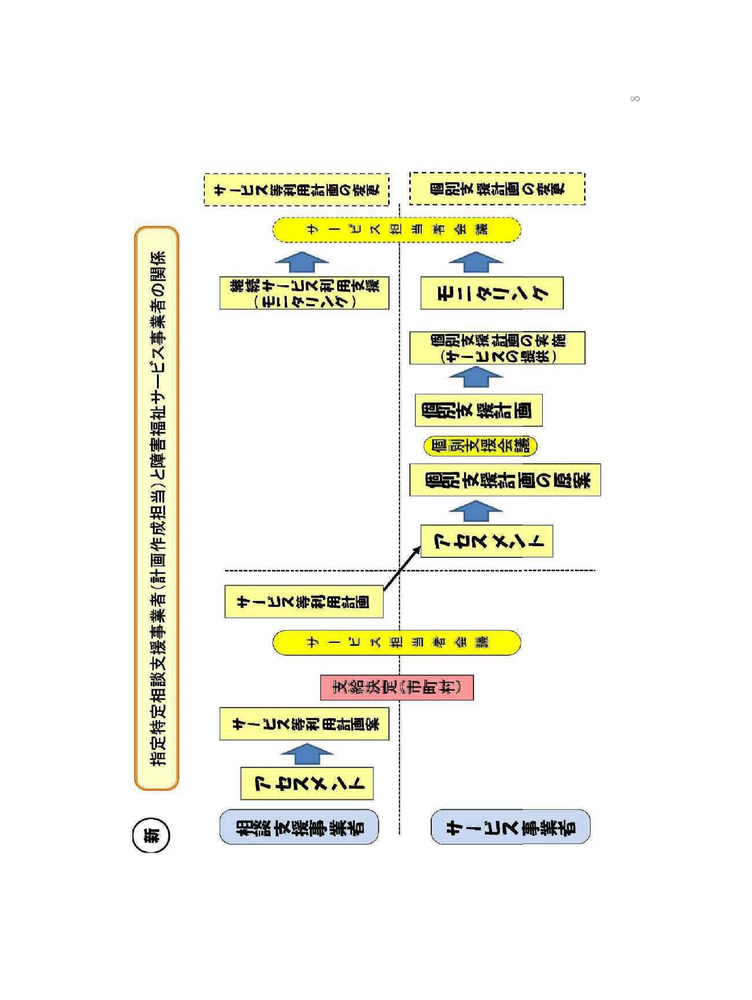 新
指定特定相談支援事業者(計画作成担当)と障害福祉サービス事業者の関係
相談支援事業者
アセスメント
サービス等利用計画案
支給決定(市町村)
サービス担当者会議
サービス等利用計画
継続サービス利用支援
(モニタリング)
サービス担当者会議
サービス等利用計画の変更
サービス事業者
アセスメント
個別支援計画の原案
個別支援会議
個別支援計画
個別支援計画の実施
(サービスの提供)
モニタリング
個別支援計画の変更
8